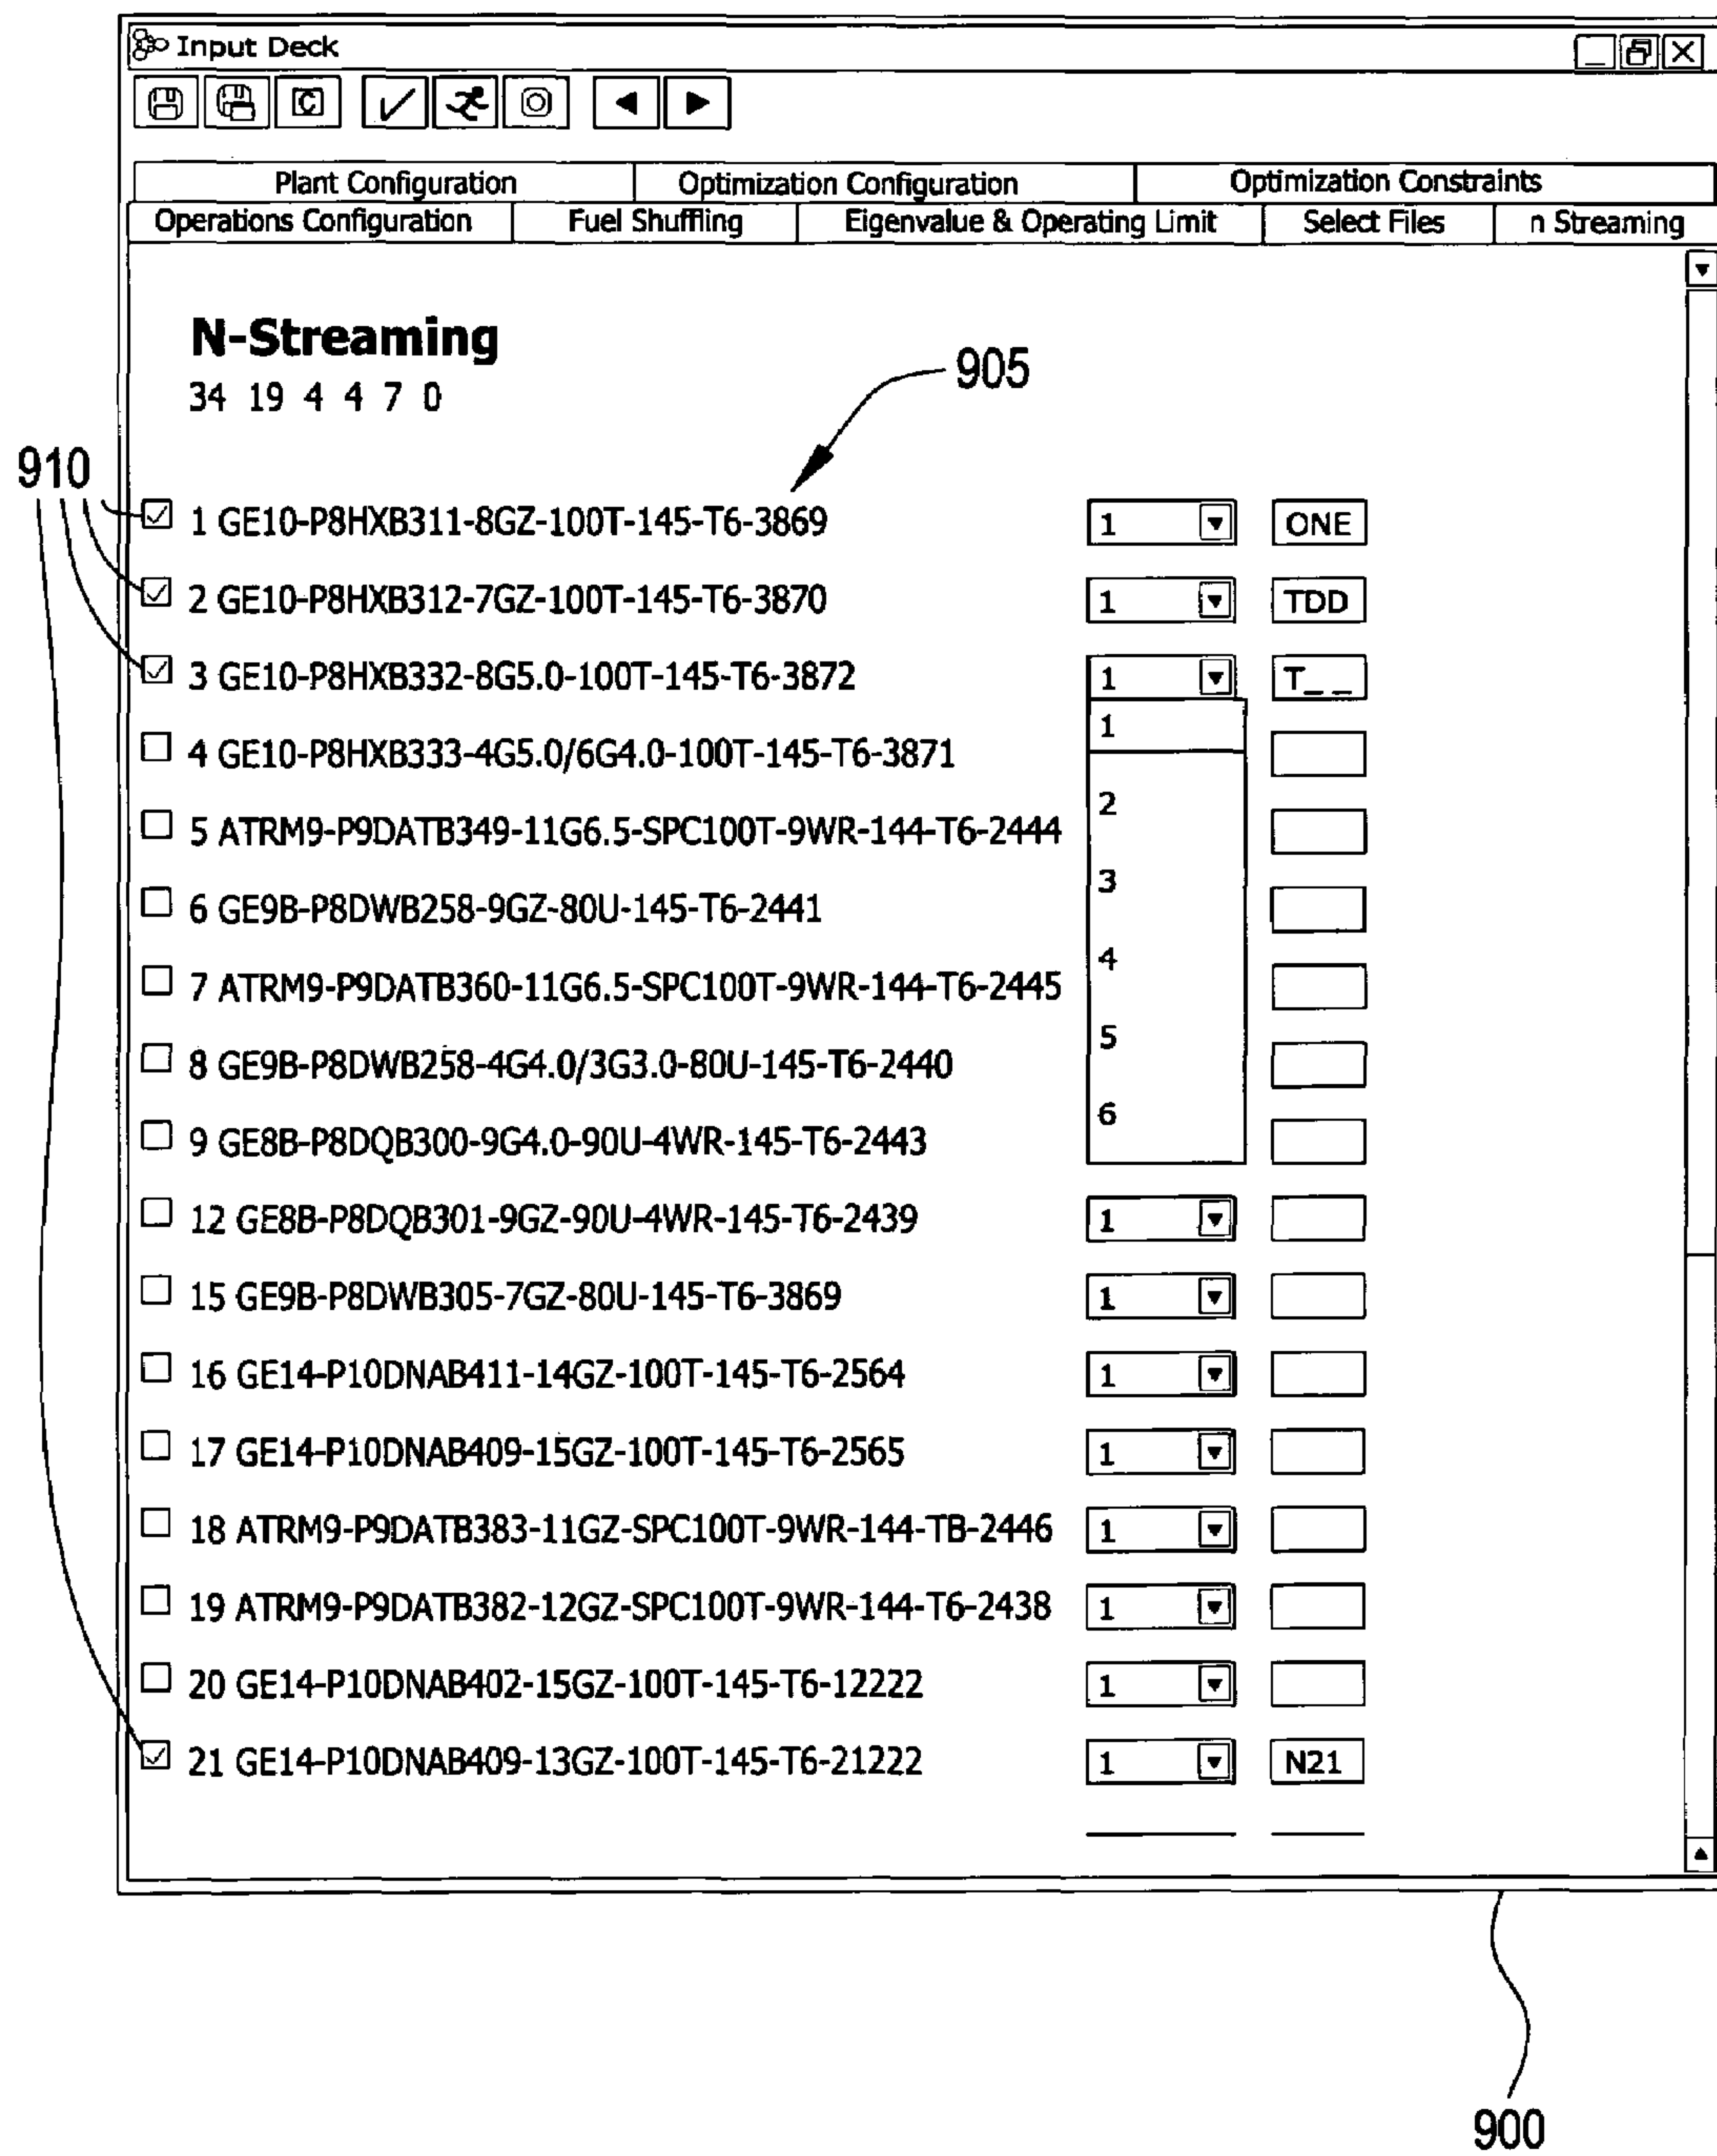 Input Deck
C
Plant Configuration Optimization Configuration Optimization Constraints
Operations Configuration Fuel Shuffling Eigenvalue & Operating Limit Select Files n Streaming
N-Streaming
34 19 4 4 7 0
905
910
1 GE10-P8HXB311-8GZ-100T-145-T6-3869 1 ONE
2 GE10-P8HXB312-7GZ-100T-145-T6-3870 1 TDD
3 GE10-P8HXB332-8G5.0-100T-145-T6-3872 1 T_ _
1
4 GE10-P8HXB333-4G5.0/6G4.0-100T-145-T6-3871
2
5 ATRM9-P9DATB349-11G6.5-SPC100T-9WR-144-T6-2444
3
6 GE9B-P8DWB258-9GZ-80U-145-T6-2441
4
7 ATRM9-P9DATB360-11G6.5-SPC100T-9WR-144-T6-2445
5
8 GE9B-P8DWB258-4G4.0/3G3.0-80U-145-T6-2440
6
9 GE8B-P8DQB300-9G4.0-90U-4WR-145-T6-2443
12 GE8B-P8DQB301-9GZ-90U-4WR-145-T6-2439 1
15 GE9B-P8DWB305-7GZ-80U-145-T6-3869 1
16 GE14-P10DNAB411-14GZ-100T-145-T6-2564 1
17 GE14-P10DNAB409-15GZ-100T-145-T6-2565 1
18 ATRM9-P9DATB383-11GZ-SPC100T-9WR-144-TB-2446 1
19 ATRM9-P9DATB382-12GZ-SPC100T-9WR-144-T6-2438 1
20 GE14-P10DNAB402-15GZ-100T-145-T6-12222 1
21 GE14-P10DNAB409-13GZ-100T-145-T6-21222 1 N21
900